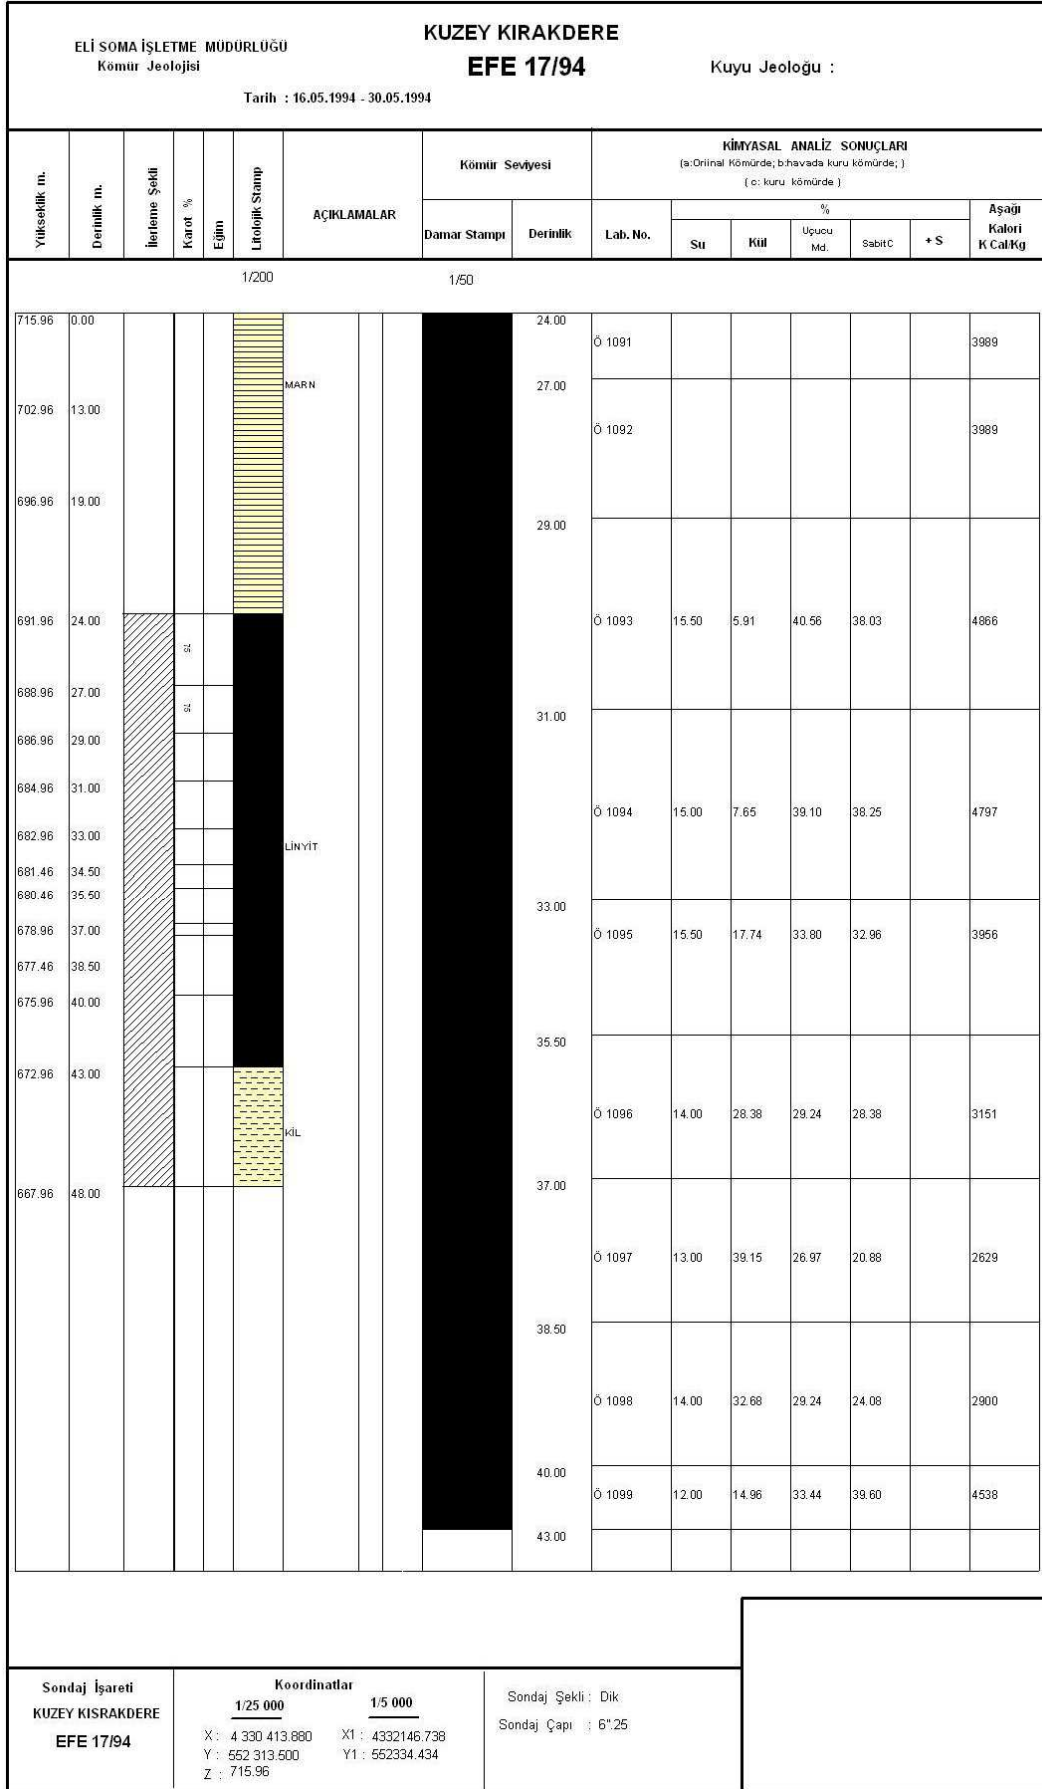 KUZEY KIRAKDERE
ELİ SOMA İŞLETME MÜDÜRLÜĞÜ
Kömür Jeolojisi
EFE 17/94
Kuyu Jeoloğu :
Tarih : 16.05.1994 - 30.05.1994
Yükseklik m.
Derinlik m.
İlerleme Şekli
Karot %
Eğim
Litolojik Stamp
AÇIKLAMALAR
Kömür Seviyesi
Damar Stampı
Derinlik
KİMYASAL ANALİZ SONUÇLARI
(a:Oriinal Kömürde; b:havada kuru kömürde; )
( c: kuru kömürde )
Lab. No.
%
Su
Kül
Uçucu
Md.
SabitC
+ S
Aşağı
Kalori
K Cal/Kg
1/200
1/50
715.96 0.00
702.96 13.00
696.96 19.00
691.96 24.00
688.96 27.00
686.96 29.00
684.96 31.00
682.96 33.00
681.46 34.50
680.46 35.50
678.96 37.00
677.46 38.50
675.96 40.00
672.96 43.00
667.96 48.00
75
75
MARN
LİNYİT
KİL
24.00
Ö 1091 3989
27.00
Ö 1092 3989
29.00
Ö 1093 15.50 5.91 40.56 38.03 4866
31.00
Ö 1094 15.00 7.65 39.10 38.25 4797
33.00
Ö 1095 15.50 17.74 33.80 32.96 3956
35.50
Ö 1096 14.00 28.38 29.24 28.38 3151
37.00
Ö 1097 13.00 39.15 26.97 20.88 2629
38.50
Ö 1098 14.00 32.68 29.24 24.08 2900
40.00
Ö 1099 12.00 14.96 33.44 39.60 4538
43.00
Sondaj İşareti
KUZEY KISRAKDERE
EFE 17/94
Koordinatlar
1/25 000 1/5 000
X : 4 330 413.880 X1 : 4332146.738
Y : 552 313.500 Y1 : 552334.434
Z : 715.96
Sondaj Şekli : Dik
Sondaj Çapı : 6".25